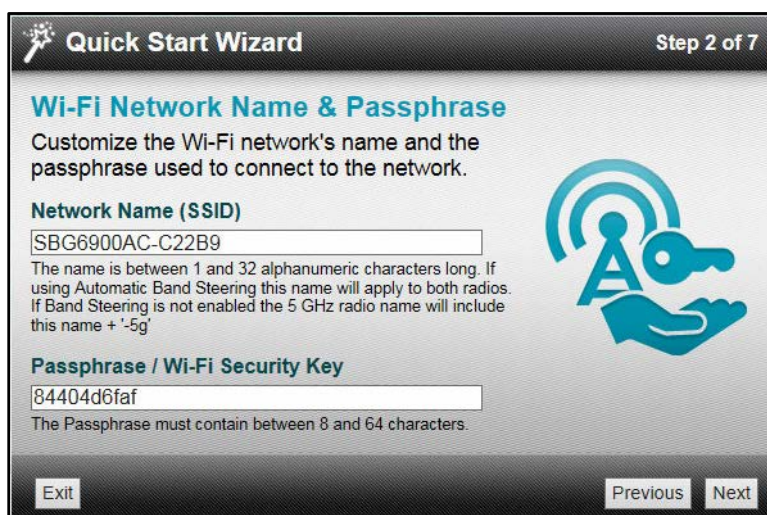 Quick Start Wizard
Step 2 of 7
Wi-Fi Network Name & Passphrase
Customize the Wi-Fi network's name and the
passphrase used to connect to the network.
Network Name (SSID)
SBG6900AC-C22B9
The name is between 1 and 32 alphanumeric characters long. If
using Automatic Band Steering this name will apply to both radios.
If Band Steering is not enabled the 5 GHz radio name will include
this name + '-5g'
Passphrase / Wi-Fi Security Key
84404d6faf
The Passphrase must contain between 8 and 64 characters.
Exit
Previous
Next